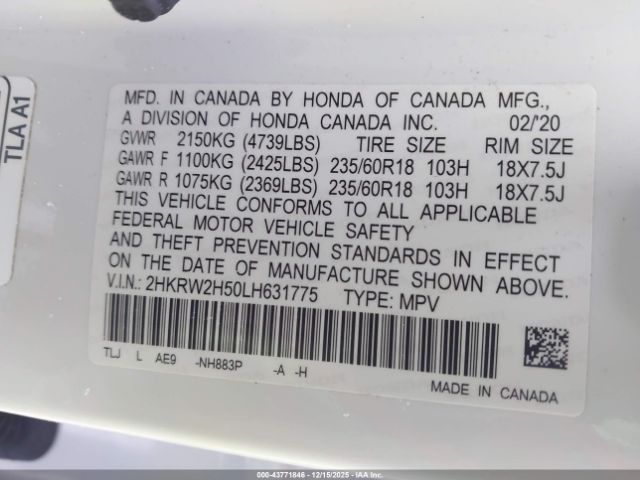 TLA A1
MFD. IN CANADA BY HONDA OF CANADA MFG.,
A DIVISION OF HONDA CANADA INC. 02/'20
GVWR 2150KG (4739LBS) TIRE SIZE RIM SIZE
GAWR F 1100KG (2425LBS) 235/60R18 103H 18X7.5J
GAWR R 1075KG (2369LBS) 235/60R18 103H 18X7.5J
THIS VEHICLE CONFORMS TO ALL APPLICABLE
FEDERAL MOTOR VEHICLE SAFETY
AND THEFT PREVENTION STANDARDS IN EFFECT
ON THE DATE OF MANUFACTURE SHOWN ABOVE.
V.I.N.: 2HKRW2H50LH631775 TYPE: MPV
TLJ L AE9 -NH883P -A -H
MADE IN CANADA
000-43771846 - 12/15/2025 - IAAI.COM